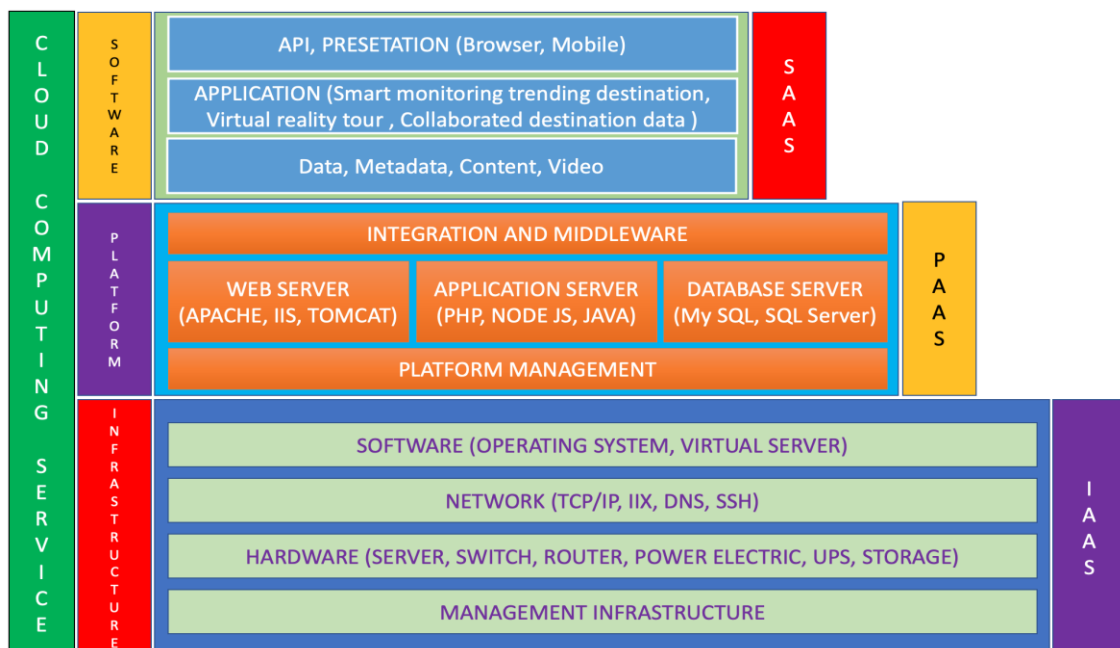 CLOUD COMPUTING SERVICE
SOFTWARE
API, PRESETATION (Browser, Mobile)
APPLICATION (Smart monitoring trending destination,
Virtual reality tour , Collaborated destination data )
Data, Metadata, Content, Video
SAAS
PLATFORM
INTEGRATION AND MIDDLEWARE
WEB SERVER
(APACHE, IIS, TOMCAT)
APPLICATION SERVER
(PHP, NODE JS, JAVA)
DATABASE SERVER
(My SQL, SQL Server)
PLATFORM MANAGEMENT
PAAS
INFRASTRUCTURE
SOFTWARE (OPERATING SYSTEM, VIRTUAL SERVER)
NETWORK (TCP/IP, IIX, DNS, SSH)
HARDWARE (SERVER, SWITCH, ROUTER, POWER ELECTRIC, UPS, STORAGE)
MANAGEMENT INFRASTRUCTURE
IAAS